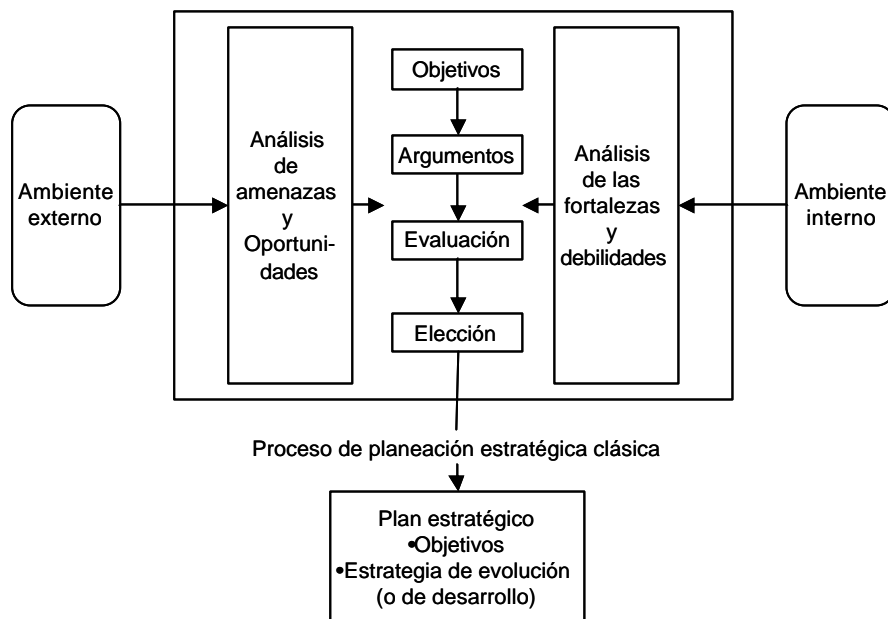 Ambiente
externo
Análisis
de
amenazas
y
Oportuni-
dades
Objetivos
Argumentos
Evaluación
Elección
Análisis
de las
fortalezas
y
debilidades
Ambiente
interno
Proceso de planeación estratégica clásica
Plan estratégico
•Objetivos
•Estrategia de evolución
(o de desarrollo)